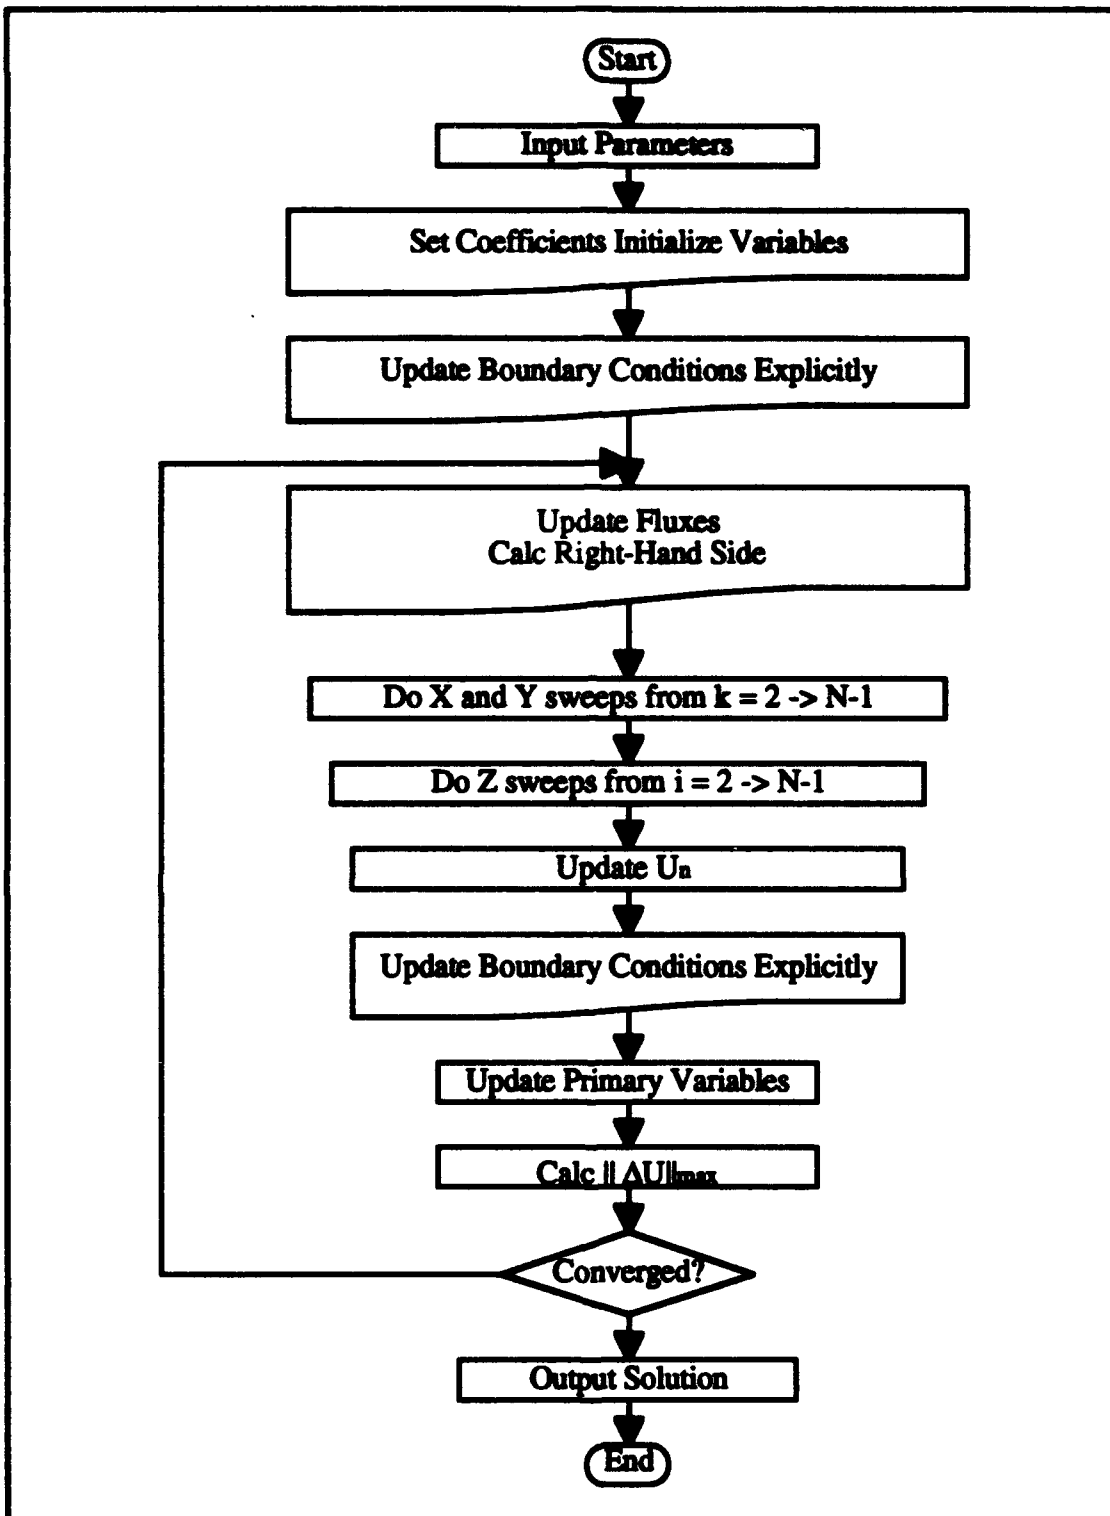 Start
Input Parameters
Set Coefficients Initialize Variables
Update Boundary Conditions Explicitly
Update Fluxes
Calc Right-Hand Side
Do X and Y sweeps from k = 2 -> N-1
Do Z sweeps from i = 2 -> N-1
Update Un
Update Boundary Conditions Explicitly
Update Primary Variables
Calc || ΔU||max
Converged?
Output Solution
End